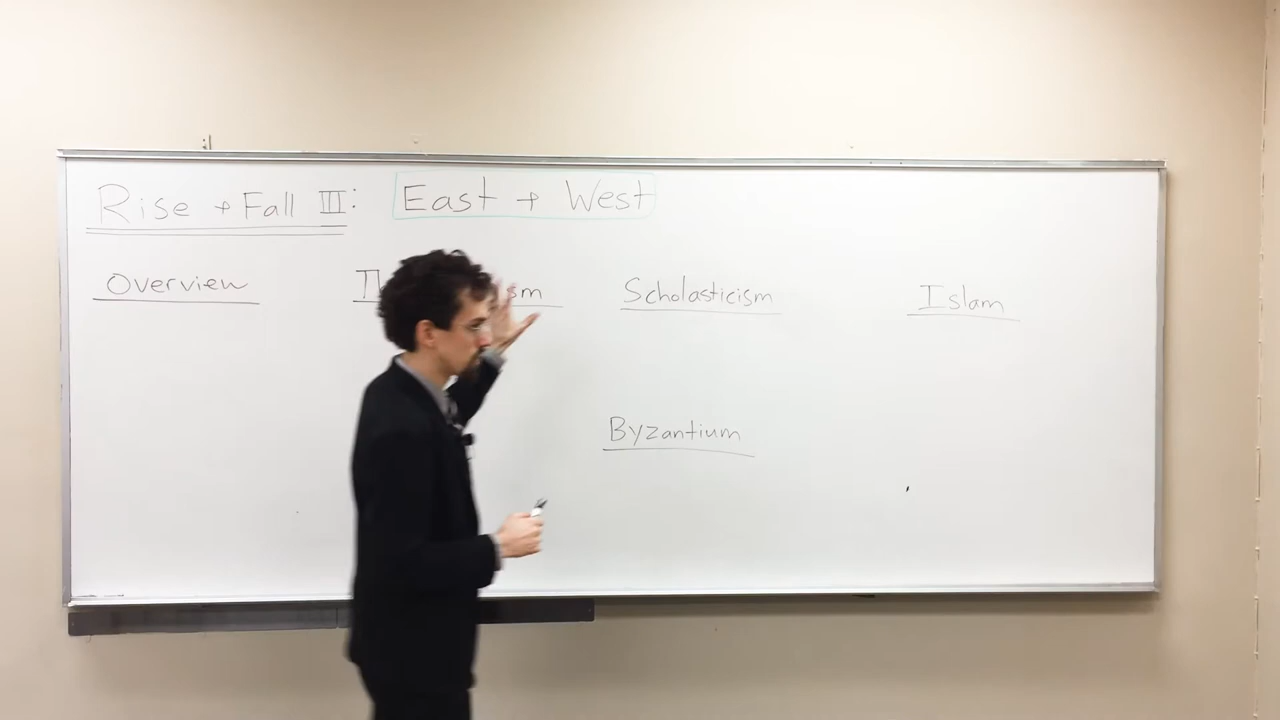 Rise + Fall III: East + West
Overview
Scholasticism
Islam
Byzantium